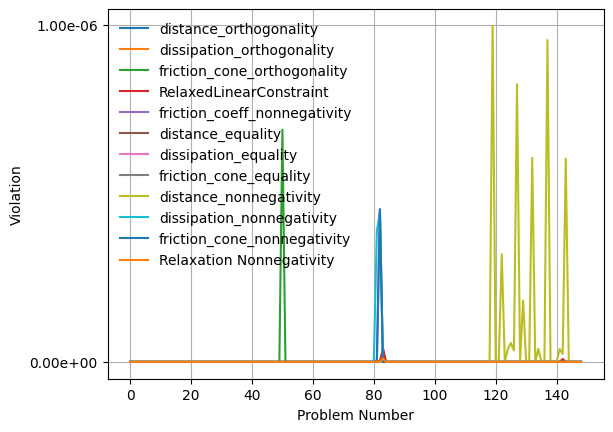 1.00e-06
0.00e+00
Violation
distance_orthogonality
dissipation_orthogonality
friction_cone_orthogonality
RelaxedLinearConstraint
friction_coeff_nonnegativity
distance_equality
dissipation_equality
friction_cone_equality
distance_nonnegativity
dissipation_nonnegativity
friction_cone_nonnegativity
Relaxation Nonnegativity
0 20 40 60 80 100 120 140
Problem Number